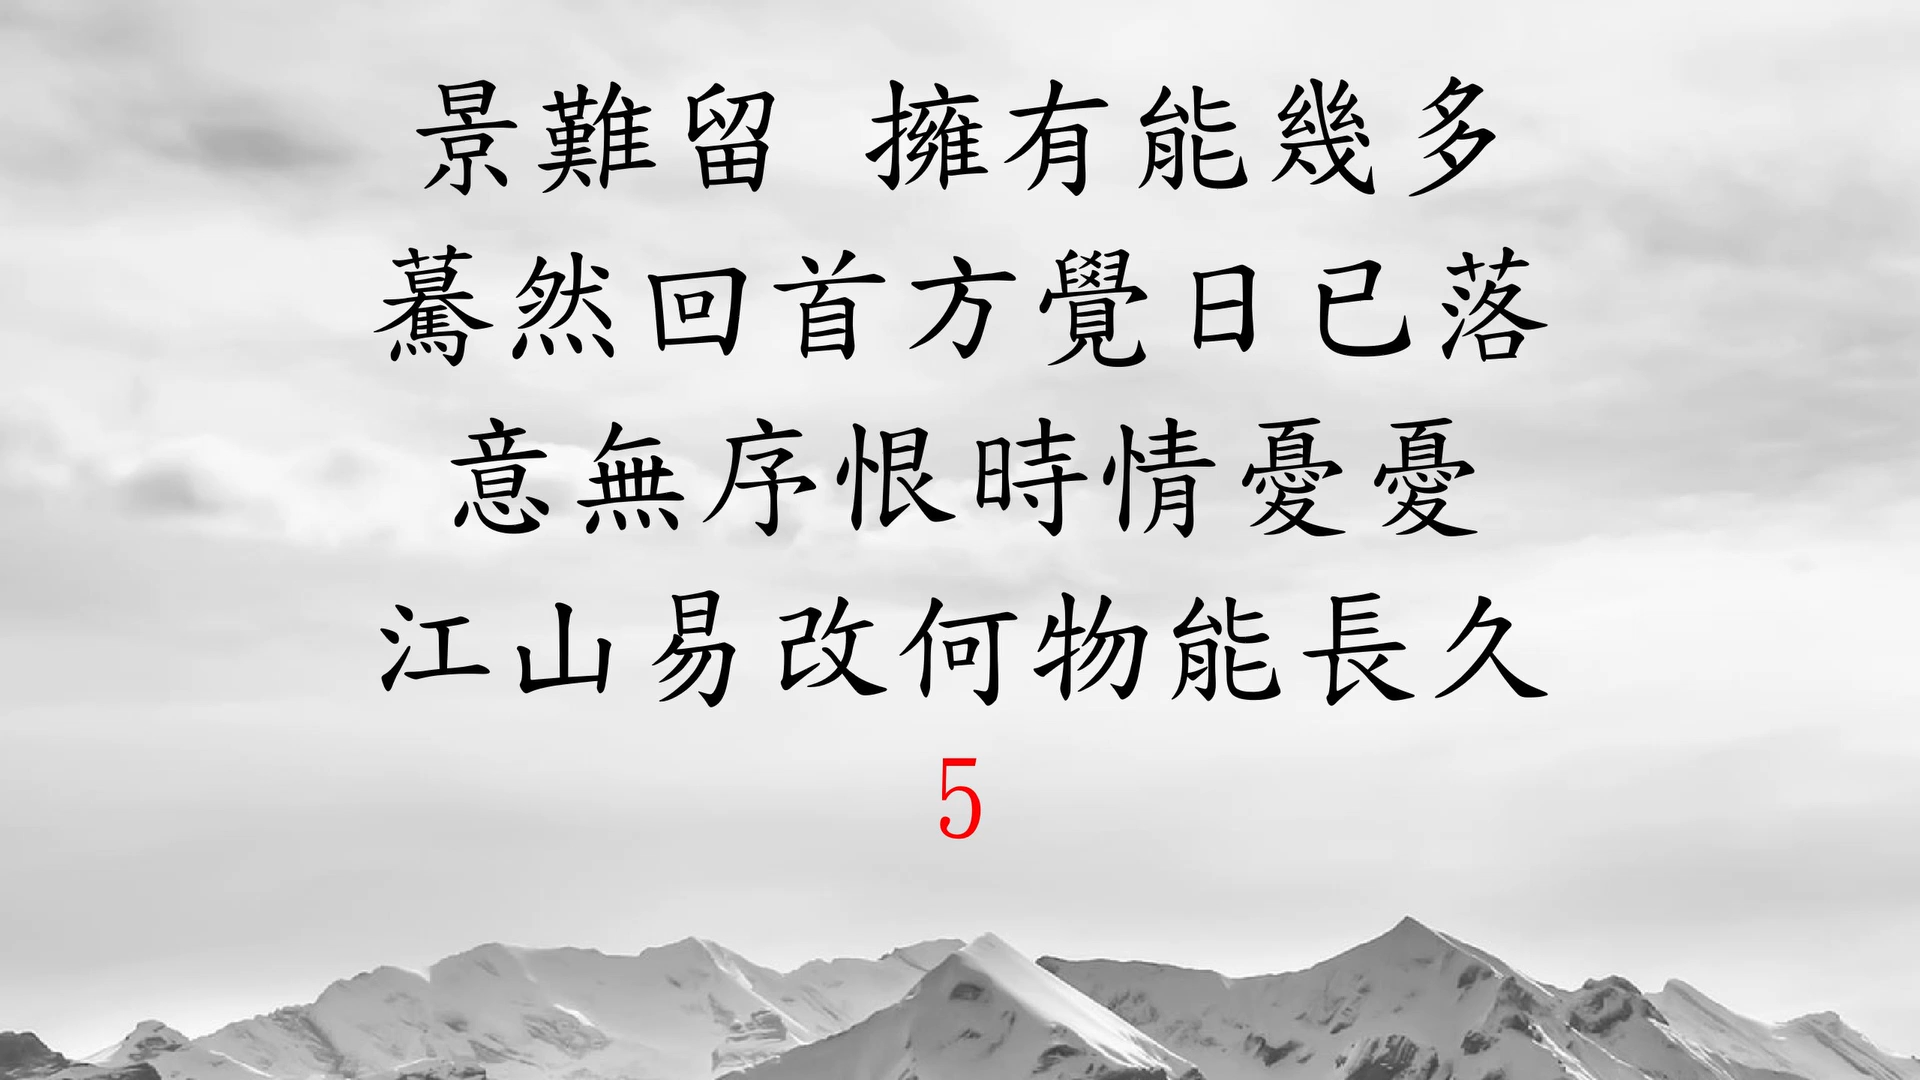 景難留 擁有能幾多
驀然回首方覺日已落
意無序恨時情憂憂
江山易改何物能長久
5